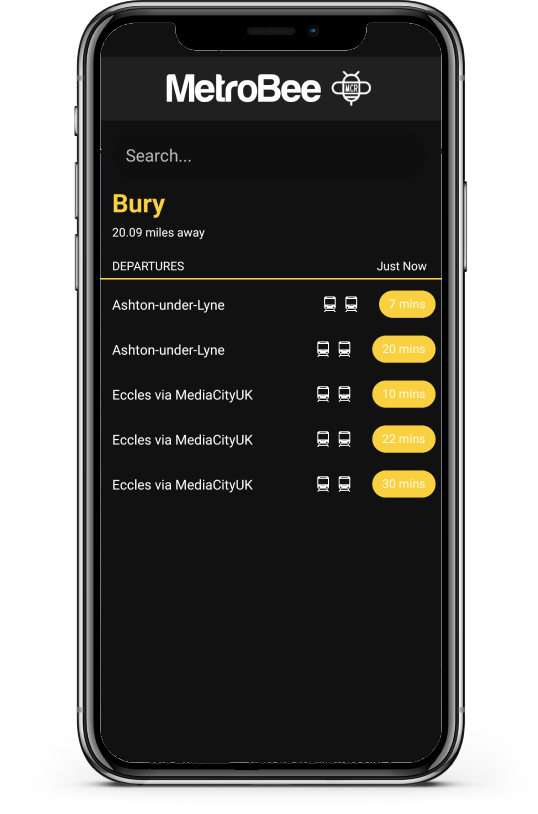 MetroBee MCR
Search...
Bury
20.09 miles away
DEPARTURES Just Now
Ashton-under-Lyne 7 mins
Ashton-under-Lyne 20 mins
Eccles via MediaCityUK 10 mins
Eccles via MediaCityUK 22 mins
Eccles via MediaCityUK 30 mins